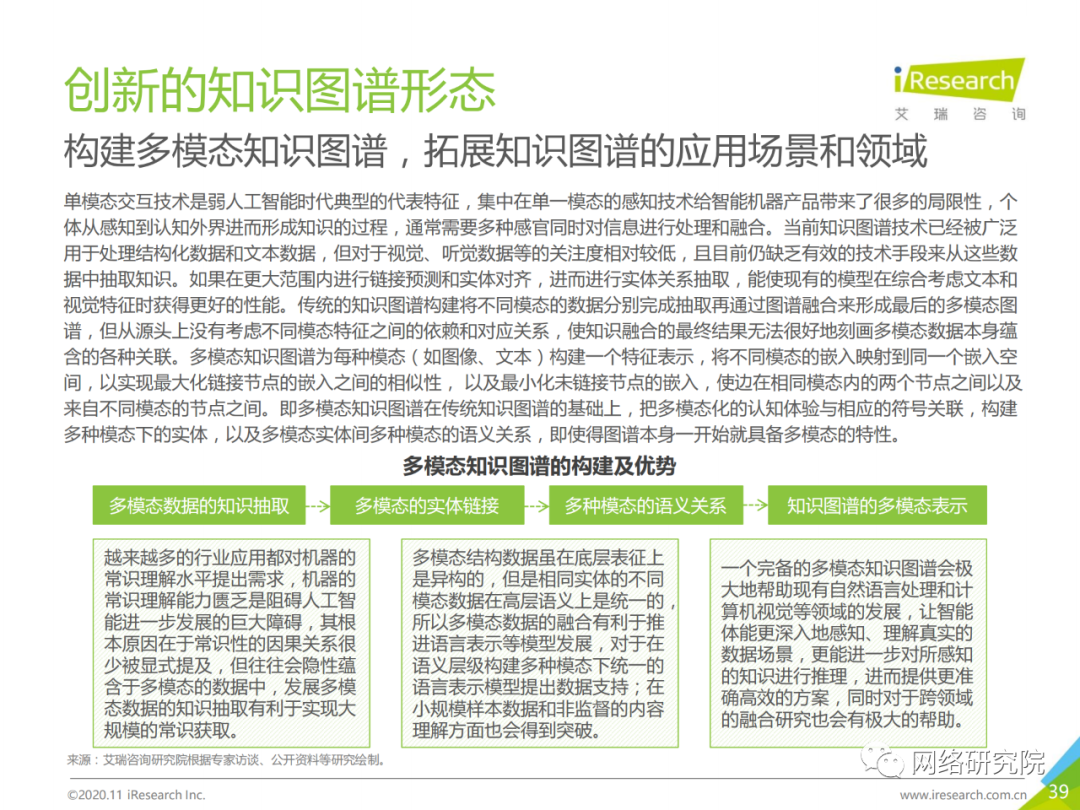 创新的知识图谱形态
iResearch
艾瑞咨询
构建多模态知识图谱，拓展知识图谱的应用场景和领域
单模态交互技术是弱人工智能时代典型的代表特征，集中在单一模态的感知技术给智能机器产品带来了很多的局限性，个
体从感知到认知外界进而形成知识的过程，通常需要多种感官同时对信息进行处理和融合。当前知识图谱技术已经被广泛
用于处理结构化数据和文本数据，但对于视觉、听觉数据等的关注度相对较低，且目前仍缺乏有效的技术手段来从这些数
据中抽取知识。如果在更大范围内进行链接预测和实体对齐，进而进行实体关系抽取，能使现有的模型在综合考虑文本和
视觉特征时获得更好的性能。传统的知识图谱构建将不同模态的数据分别完成抽取再通过图谱融合来形成最后的多模态图
谱，但从源头上没有考虑不同模态特征之间的依赖和对应关系，使知识融合的最终结果无法很好地刻画多模态数据本身蕴
含的各种关联。多模态知识图谱为每种模态（如图像、文本）构建一个特征表示，将不同模态的嵌入映射到同一个嵌入空
间，以实现最大化链接节点的嵌入之间的相似性， 以及最小化未链接节点的嵌入，使边在相同模态内的两个节点之间以及
来自不同模态的节点之间。即多模态知识图谱在传统知识图谱的基础上，把多模态化的认知体验与相应的符号关联，构建
多种模态下的实体，以及多模态实体间多种模态的语义关系，即使得图谱本身一开始就具备多模态的特性。
多模态知识图谱的构建及优势
多模态数据的知识抽取
多模态的实体链接
多种模态的语义关系
知识图谱的多模态表示
越来越多的行业应用都对机器的
常识理解水平提出需求，机器的
常识理解能力匮乏是阻碍人工智
能进一步发展的巨大障碍，其根
本原因在于常识性的因果关系很
少被显式提及，但往往会隐性蕴
含于多模态的数据中，发展多模
态数据的知识抽取有利于实现大
规模的常识获取。
多模态结构数据虽在底层表征上
是异构的，但是相同实体的不同
模态数据在高层语义上是统一的，
所以多模态数据的融合有利于推
进语言表示等模型发展，对于在
语义层级构建多种模态下统一的
语言表示模型提出数据支持；在
小规模样本数据和非监督的内容
理解方面也会得到突破。
一个完备的多模态知识图谱会极
大地帮助现有自然语言处理和计
算机视觉等领域的发展，让智能
体能更深入地感知、理解真实的
数据场景，更能进一步对所感知
的知识进行推理，进而提供更准
确高效的方案，同时对于跨领域
的融合研究也会有极大的帮助。
来源：艾瑞咨询研究院根据专家访谈、公开资料等研究绘制。
网络研究院
©2020.11 iResearch Inc.
www.iresearch.com.cn
39